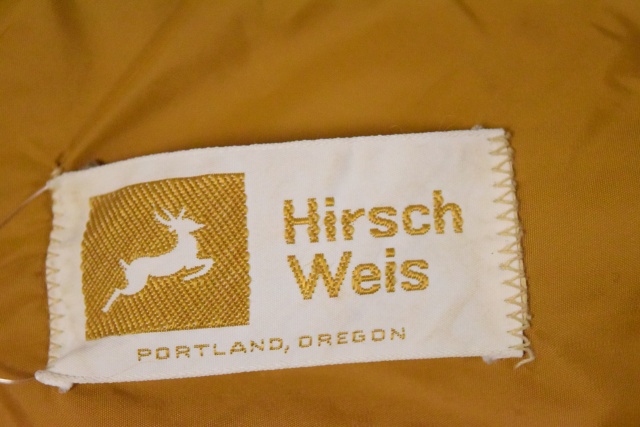 Hirsch
Weis
PORTLAND, OREGON